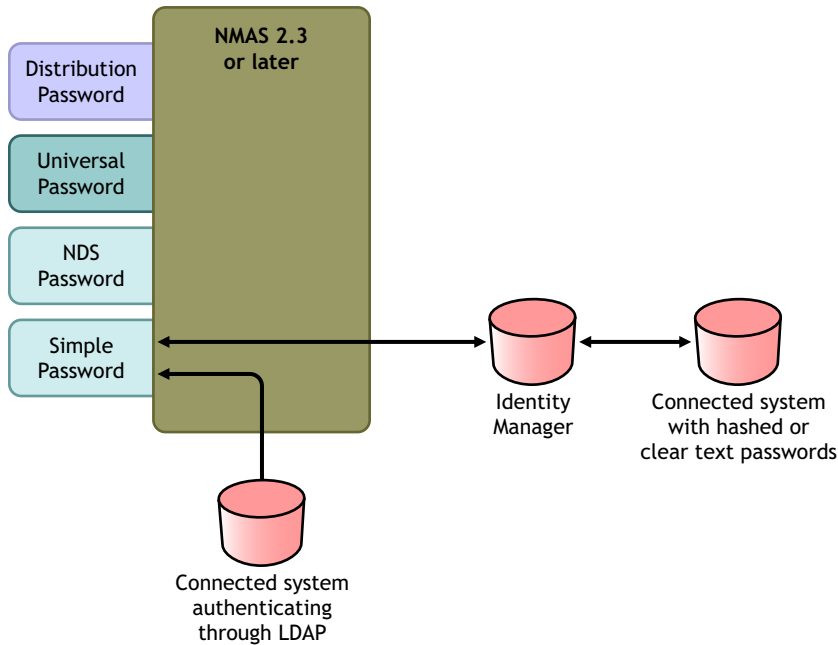 NMAS 2.3
or later
Distribution
Password
Universal
Password
NDS
Password
Simple
Password
Identity
Manager
Connected system
with hashed or
clear text passwords
Connected system
authenticating
through LDAP